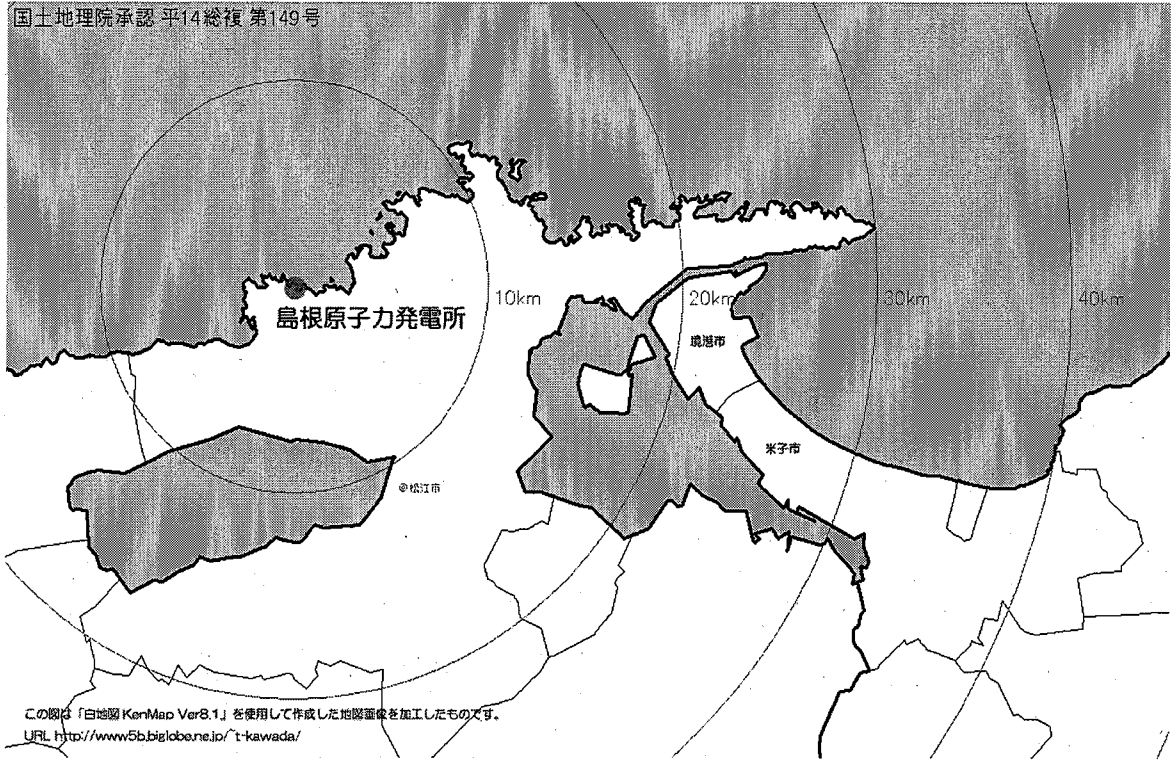 国土地理院承認 平14総複 第149号
10km
20km
30km
40km
島根原子力発電所
境港市
米子市
@松江市
この図は「白地図 KenMap Ver8.1」を使用して作成した地図画像を加工したものです。
URL http://www5b.biglobe.ne.jp/~t-kawada/